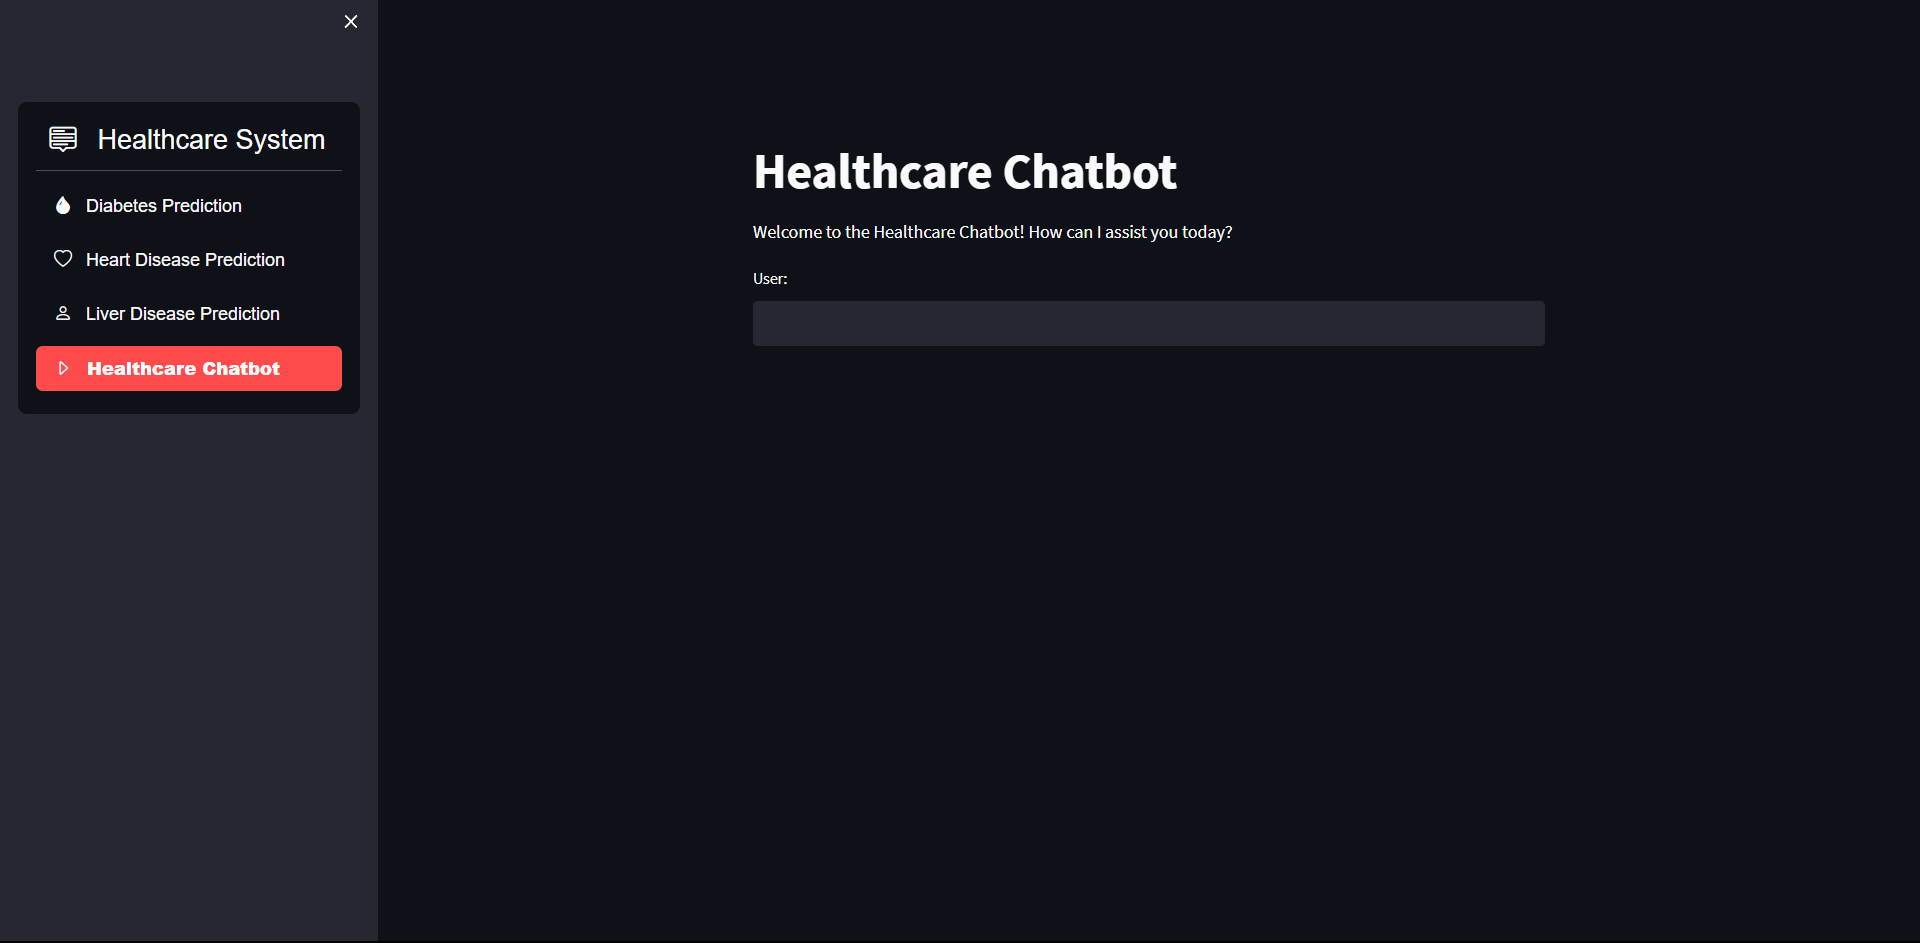 Healthcare System
Diabetes Prediction
Heart Disease Prediction
Liver Disease Prediction
Healthcare Chatbot
Healthcare Chatbot
Welcome to the Healthcare Chatbot! How can I assist you today?
User: